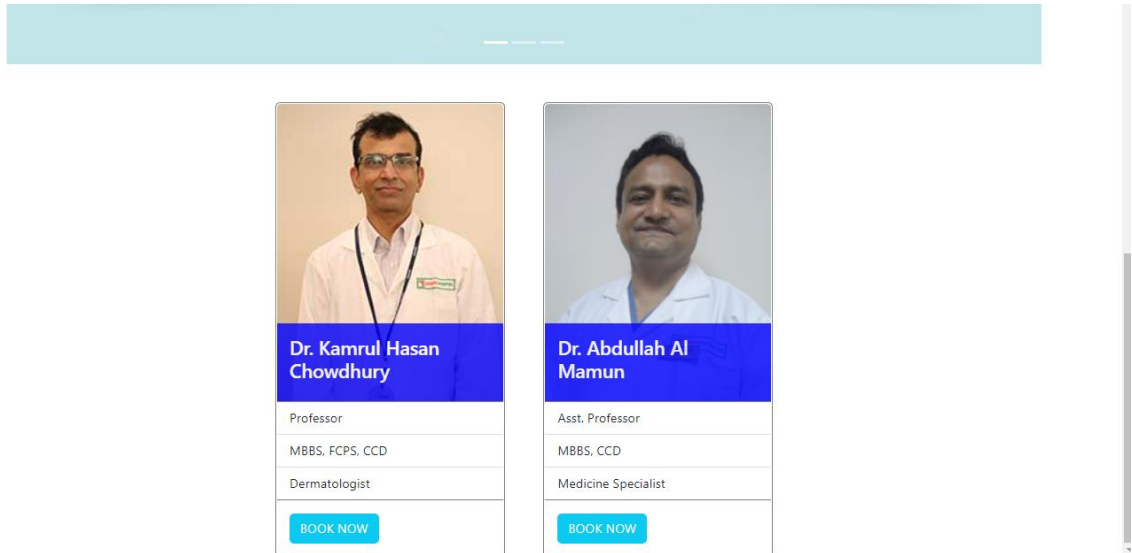 Dr. Kamrul Hasan
Chowdhury
Professor
MBBS, FCPS, CCD
Dermatologist
BOOK NOW
Dr. Abdullah Al
Mamun
Asst. Professor
MBBS, CCD
Medicine Specialist
BOOK NOW